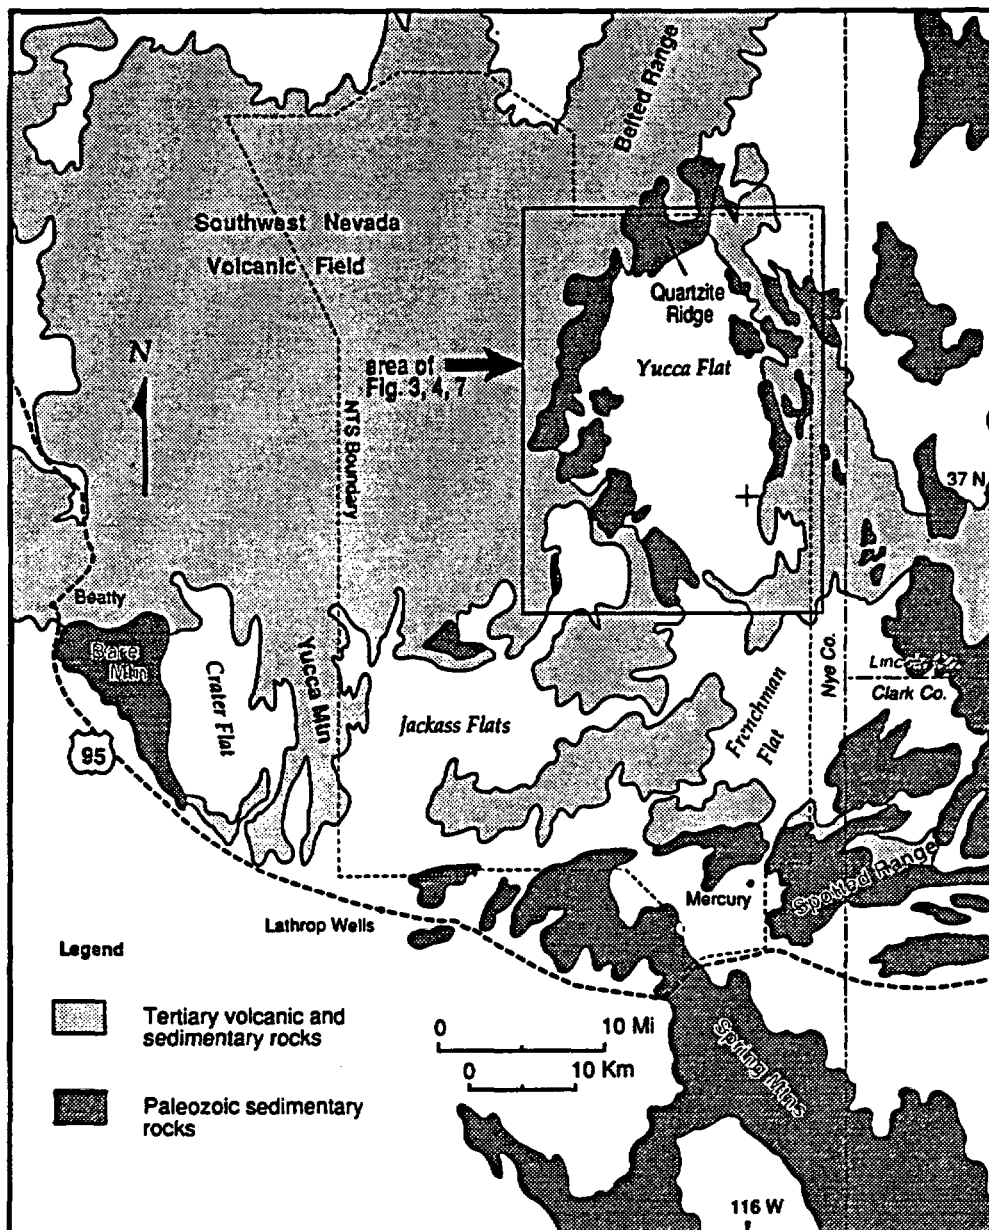 Belted Range
Southwest Nevada
Volcanic Field
Quartzite
Ridge
N
area of
Fig. 3, 4, 7
Yucca Flat
NTS Boundary
37 N
Beatty
Bare
Mtn
Crater Flat
Yucca Mtn
Jackass Flats
Frenchman
Flat
Nye Co.
Clark Co.
95
Mercury
Spotted Range
Lathrop Wells
Legend
Tertiary volcanic and
sedimentary rocks
0 10 Mi
0 10 Km
Spring Mtns
Paleozoic sedimentary
rocks
116 W